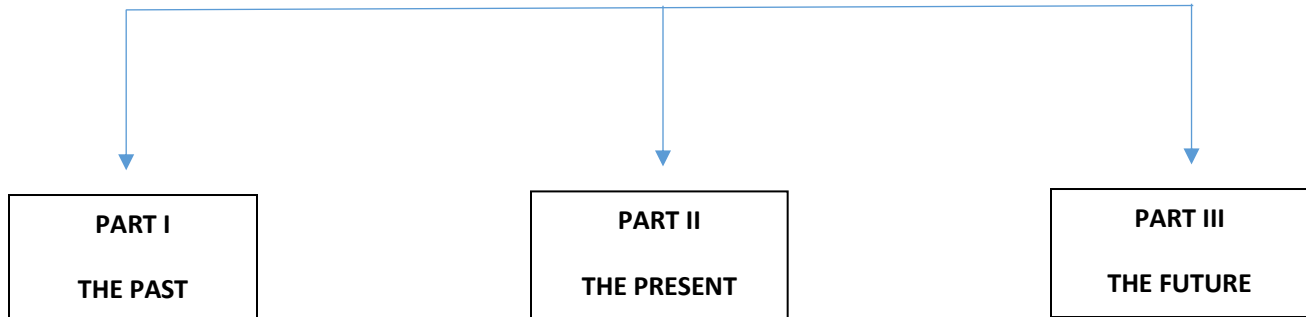 PART I
THE PAST
PART II
THE PRESENT
PART III
THE FUTURE